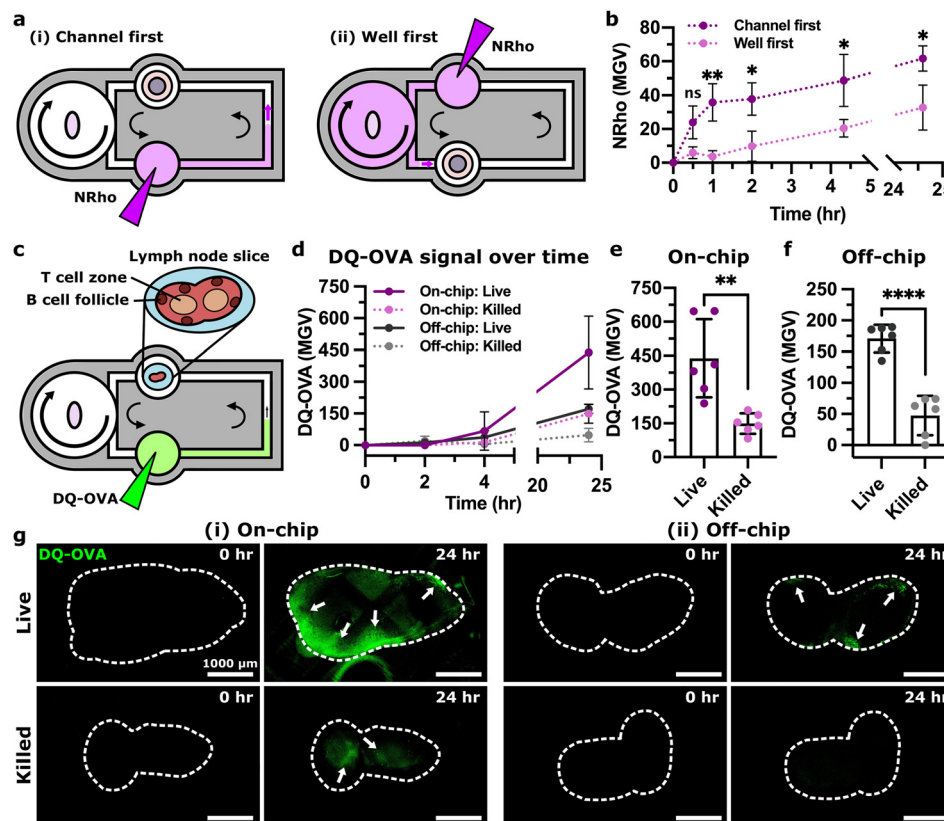 a
(i) Channel first
(ii) Well first
NRho
NRho
b
NRho (MGV)
80
60
40
20
0
Channel first
Well first
ns
**
*
*
*
0 1 2 3 4 5 24 25
Time (hr)
c
Lymph node slice
T cell zone
B cell follicle
DQ-OVA
d
DQ-OVA signal over time
DQ-OVA (MGV)
750
600
450
300
150
0
On-chip: Live
On-chip: Killed
Off-chip: Live
Off-chip: Killed
0 2 4 20 25
Time (hr)
e
On-chip
DQ-OVA (MGV)
750
600
450
300
150
0
**
Live
Killed
f
Off-chip
DQ-OVA (MGV)
250
200
150
100
50
0
****
Live
Killed
g
(i) On-chip
(ii) Off-chip
DQ-OVA
0 hr
24 hr
0 hr
24 hr
Live
1000 µm
0 hr
24 hr
0 hr
24 hr
Killed